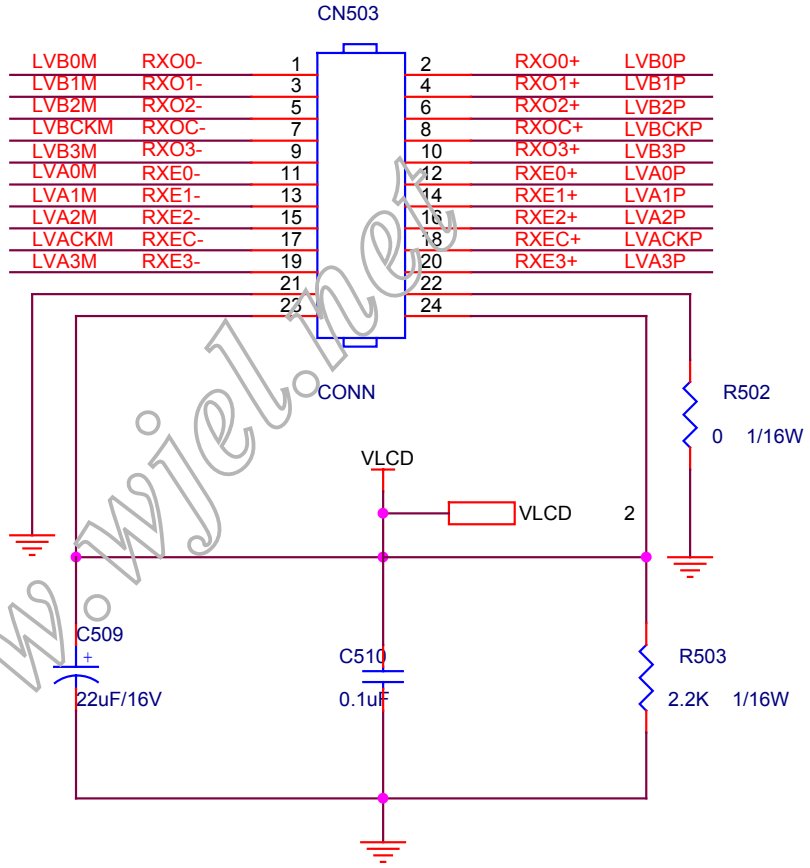 CN503
LVB0M RXO0- 1 2 RXO0+ LVB0P
LVB1M RXO1- 3 4 RXO1+ LVB1P
LVB2M RXO2- 5 6 RXO2+ LVB2P
LVBCKM RXOC- 7 8 RXOC+ LVBCKP
LVB3M RXO3- 9 10 RXO3+ LVB3P
LVA0M RXE0- 11 12 RXE0+ LVA0P
LVA1M RXE1- 13 14 RXE1+ LVA1P
LVA2M RXE2- 15 16 RXE2+ LVA2P
LVACKM RXEC- 17 18 RXEC+ LVACKP
LVA3M RXE3- 19 20 RXE3+ LVA3P
21 22
23 24
CONN
R502
0 1/16W
VLCD
VLCD 2
C509
+
22uF/16V
C510
0.1uF
R503
2.2K 1/16W
w.wjel.net